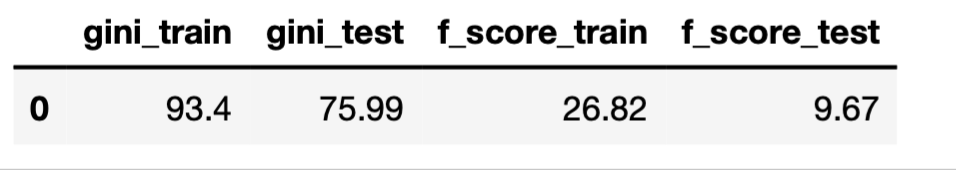 gini_train gini_test f_score_train f_score_test
0 93.4 75.99 26.82 9.67